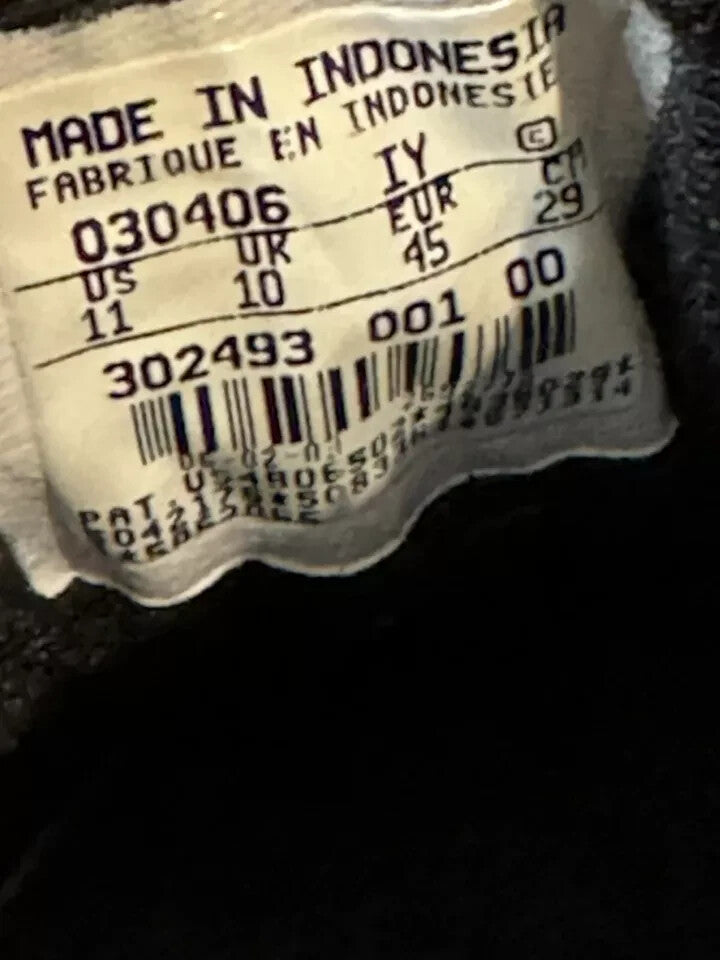 MADE IN INDONESIA
FABRIQUE EN INDONESIE
030406 IY C
US UK EUR CM
11 10 45 29
302493 001 00
PAT.